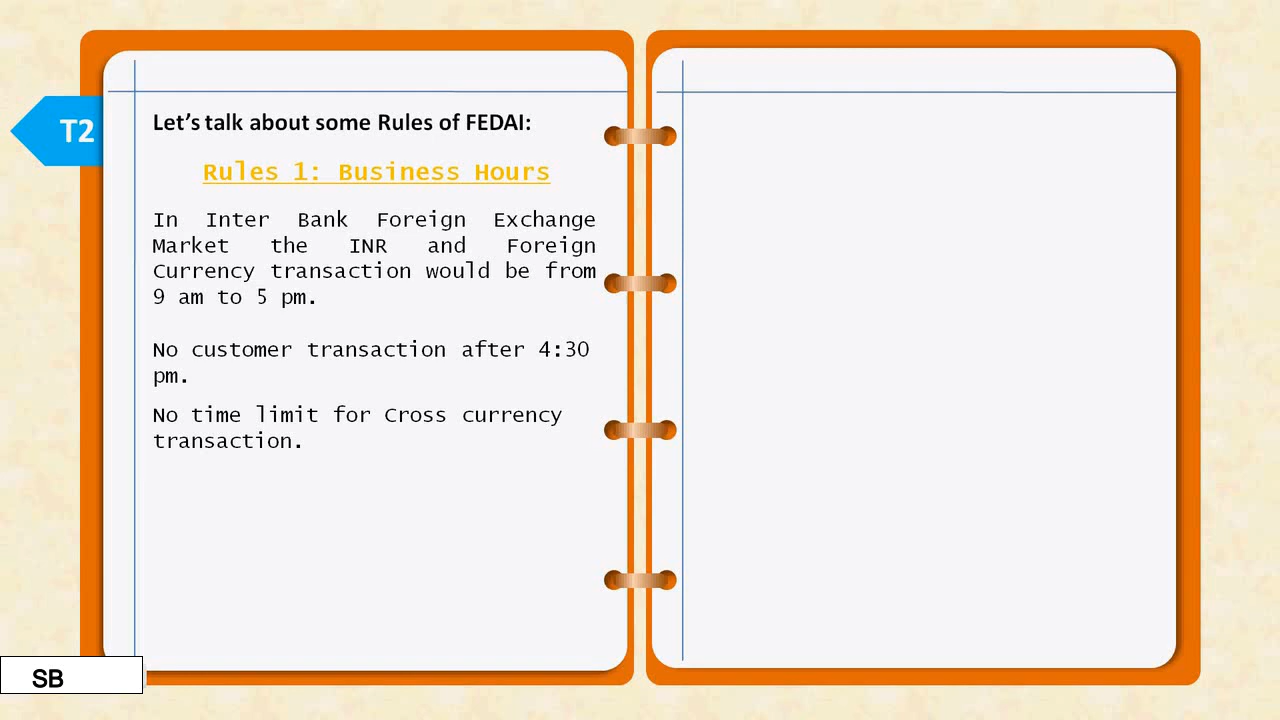 T2
Let's talk about some Rules of FEDAI:
Rules 1: Business Hours
In Inter Bank Foreign Exchange
Market the INR and Foreign
Currency transaction would be from
9 am to 5 pm.
No customer transaction after 4:30
pm.
No time limit for Cross currency
transaction.
SB